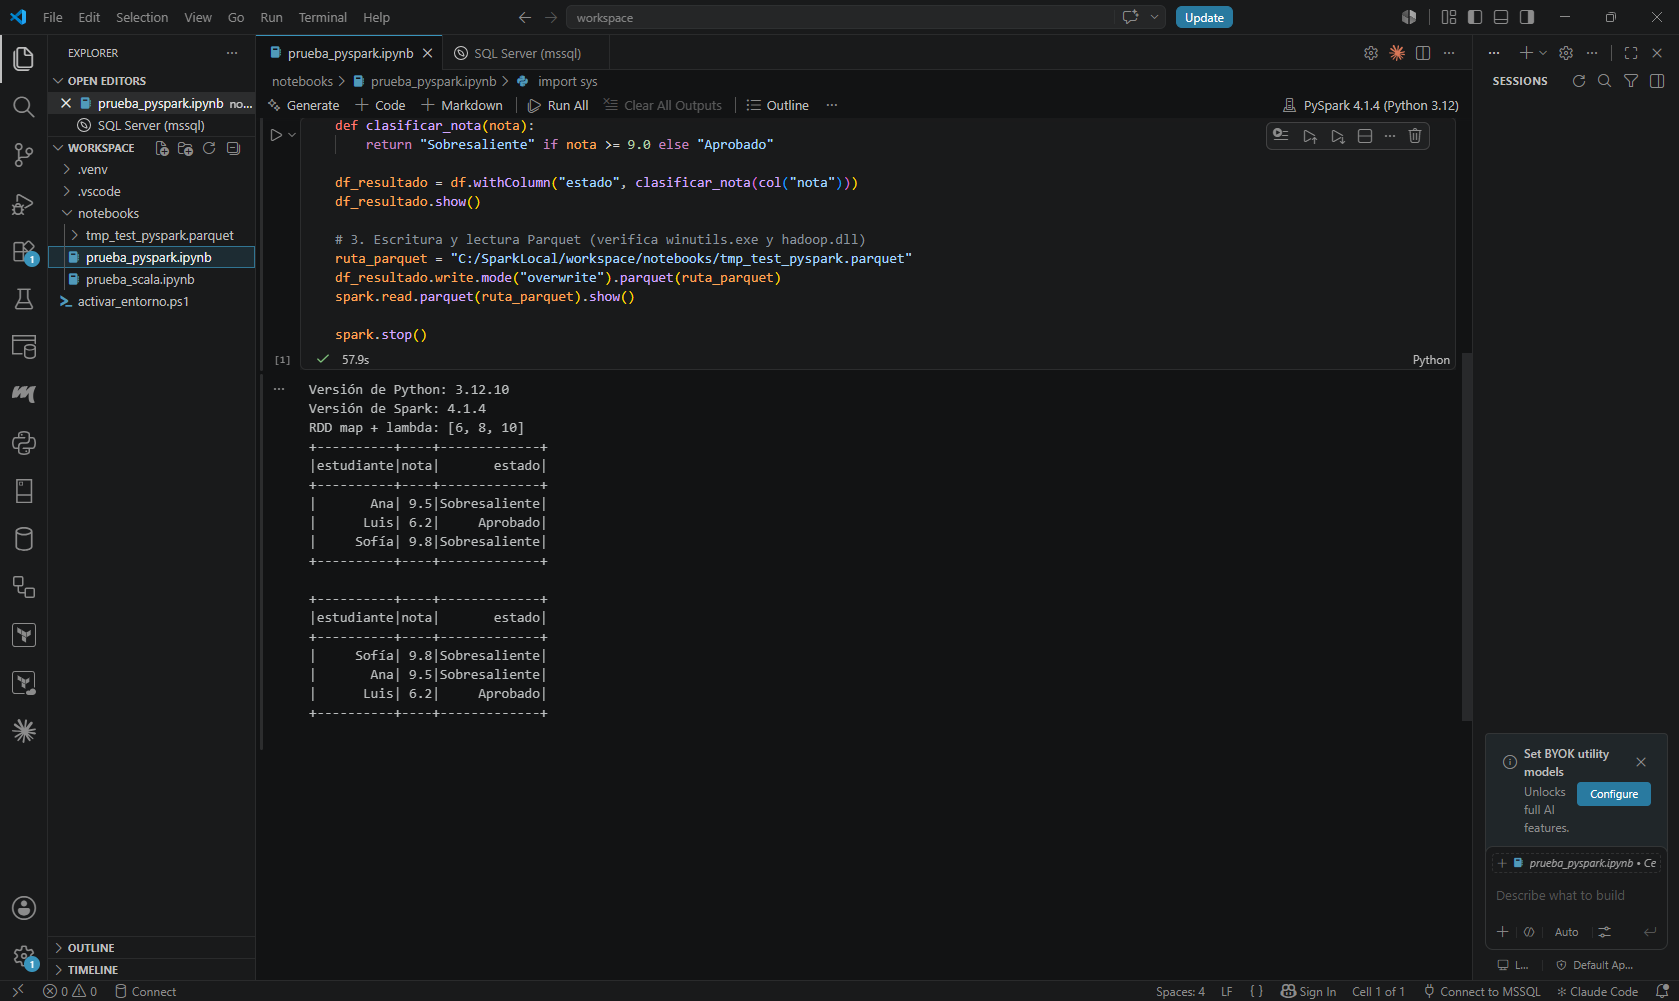 File Edit Selection View Go Run Terminal Help
workspace
Update
EXPLORER
OPEN EDITORS
prueba_pyspark.ipynb no...
SQL Server (mssql)
WORKSPACE
.venv
.vscode
notebooks
tmp_test_pyspark.parquet
prueba_pyspark.ipynb
prueba_scala.ipynb
activar_entorno.ps1
OUTLINE
TIMELINE
prueba_pyspark.ipynb
SQL Server (mssql)
notebooks > prueba_pyspark.ipynb > import sys
Generate + Code + Markdown Run All Clear All Outputs Outline ...
PySpark 4.1.4 (Python 3.12)
def clasificar_nota(nota):
    return "Sobresaliente" if nota >= 9.0 else "Aprobado"
df_resultado = df.withColumn("estado", clasificar_nota(col("nota")))
df_resultado.show()
# 3. Escritura y lectura Parquet (verifica winutils.exe y hadoop.dll)
ruta_parquet = "C:/SparkLocal/workspace/notebooks/tmp_test_pyspark.parquet"
df_resultado.write.mode("overwrite").parquet(ruta_parquet)
spark.read.parquet(ruta_parquet).show()
spark.stop()
[1] 57.9s
Python
Versión de Python: 3.12.10
Versión de Spark: 4.1.4
RDD map + lambda: [6, 8, 10]
+----------+----+-------------+
|estudiante|nota|       estado|
+----------+----+-------------+
|       Ana| 9.5|Sobresaliente|
|      Luis| 6.2|     Aprobado|
|     Sofía| 9.8|Sobresaliente|
+----------+----+-------------+
+----------+----+-------------+
|estudiante|nota|       estado|
+----------+----+-------------+
|     Sofía| 9.8|Sobresaliente|
|       Ana| 9.5|Sobresaliente|
|      Luis| 6.2|     Aprobado|
+----------+----+-------------+
SESSIONS
Set BYOK utility
models
Unlocks
full AI
features.
Configure
prueba_pyspark.ipynb • Ce
Describe what to build
Auto
L...
Default Ap...
1
1
0 0 Connect
Spaces: 4 LF { } Sign In Cell 1 of 1 Connect to MSSQL Claude Code